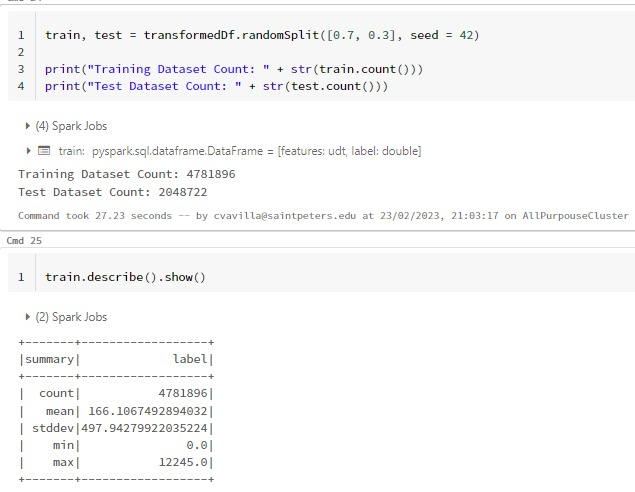 1 train, test = transformedDf.randomSplit([0.7, 0.3], seed = 42)
2
3 print("Training Dataset Count: " + str(train.count()))
4 print("Test Dataset Count: " + str(test.count()))
(4) Spark Jobs
train: pyspark.sql.dataframe.DataFrame = [features: udt, label: double]
Training Dataset Count: 4781896
Test Dataset Count: 2048722
Command took 27.23 seconds -- by cvavilla@saintpeters.edu at 23/02/2023, 21:03:17 on AllPurpouseCluster
Cmd 25
1 train.describe().show()
(2) Spark Jobs
+-------+------------------+
|summary|             label|
+-------+------------------+
|  count|           4781896|
|   mean| 166.1067492894032|
| stddev|497.94279922035224|
|    min|               0.0|
|    max|           12245.0|
+-------+------------------+